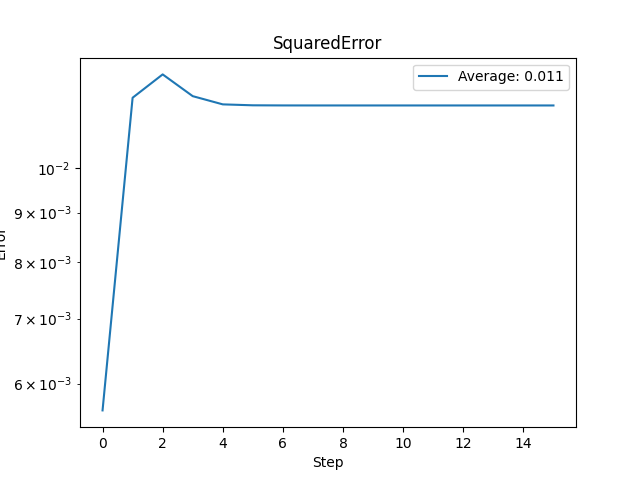 SquaredError
Average: 0.011
10⁻²
9 × 10⁻³
8 × 10⁻³
7 × 10⁻³
6 × 10⁻³
Error
0 2 4 6 8 10 12 14
Step